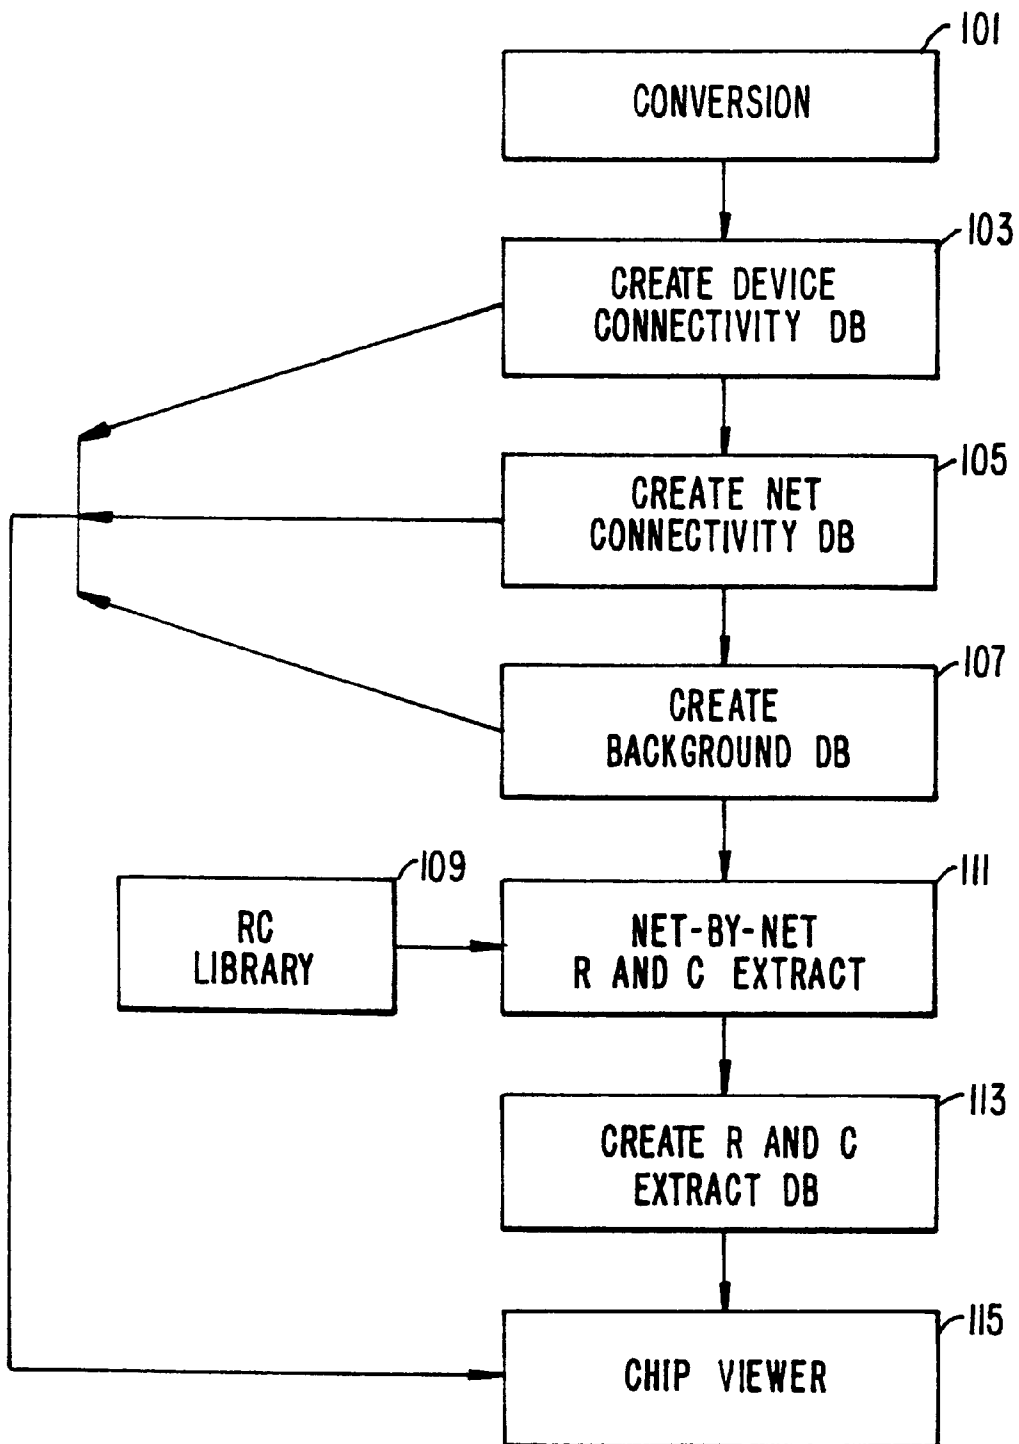 101
CONVERSION
103
CREATE DEVICE
CONNECTIVITY DB
105
CREATE NET
CONNECTIVITY DB
107
CREATE
BACKGROUND DB
109
RC
LIBRARY
111
NET-BY-NET
R AND C EXTRACT
113
CREATE R AND C
EXTRACT DB
115
CHIP VIEWER